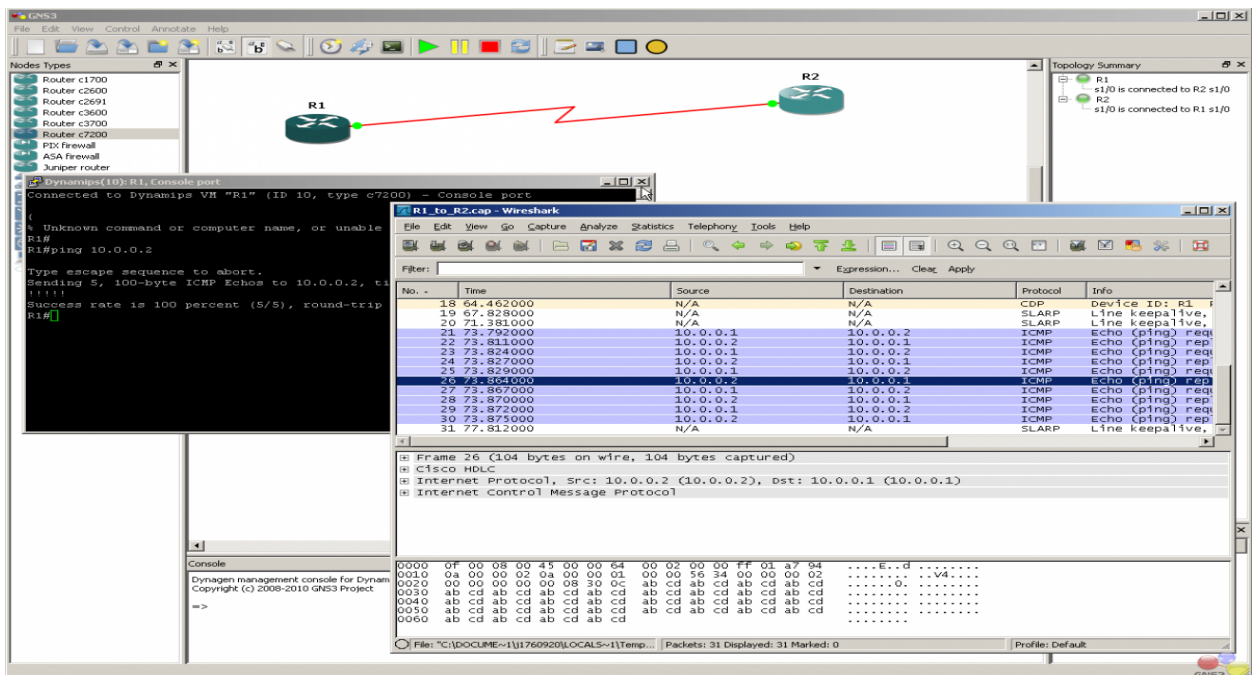 GNS3
File Edit View Control Annotate Help
Nodes Types
Router c1700
Router c2600
Router c2691
Router c3600
Router c3700
Router c7200
PIX firewall
ASA firewall
Juniper router
R1
R2
Topology Summary
R1
s1/0 is connected to R2 s1/0
R2
s1/0 is connected to R1 s1/0
Dynamips(10): R1, Console port
Connected to Dynamips VM "R1" (ID 10, type c7200) - Console port
(
% Unknown command or computer name, or unable
R1#
R1#ping 10.0.0.2
Type escape sequence to abort.
Sending 5, 100-byte ICMP Echos to 10.0.0.2, ti
!!!!!
Success rate is 100 percent (5/5), round-trip
R1#
R1_to_R2.cap - Wireshark
File Edit View Go Capture Analyze Statistics Telephony Tools Help
Filter: Expression... Clear Apply
No. - Time Source Destination Protocol Info
18 64.462000 N/A N/A CDP Device ID: R1
19 67.828000 N/A N/A SLARP Line keepalive,
20 71.381000 N/A N/A SLARP Line keepalive,
21 73.792000 10.0.0.1 10.0.0.2 ICMP Echo (ping) requ
22 73.811000 10.0.0.2 10.0.0.1 ICMP Echo (ping) rep
23 73.824000 10.0.0.1 10.0.0.2 ICMP Echo (ping) requ
24 73.827000 10.0.0.2 10.0.0.1 ICMP Echo (ping) rep
25 73.829000 10.0.0.1 10.0.0.2 ICMP Echo (ping) requ
26 73.864000 10.0.0.2 10.0.0.1 ICMP Echo (ping) rep
27 73.867000 10.0.0.1 10.0.0.2 ICMP Echo (ping) requ
28 73.870000 10.0.0.2 10.0.0.1 ICMP Echo (ping) rep
29 73.872000 10.0.0.1 10.0.0.2 ICMP Echo (ping) requ
30 73.875000 10.0.0.2 10.0.0.1 ICMP Echo (ping) rep
31 77.812000 N/A N/A SLARP Line keepalive,
Frame 26 (104 bytes on wire, 104 bytes captured)
Cisco HDLC
Internet Protocol, Src: 10.0.0.2 (10.0.0.2), Dst: 10.0.0.1 (10.0.0.1)
Internet Control Message Protocol
0000 0f 00 08 00 45 00 00 64 00 02 00 00 ff 01 a7 94 ....E..d ........
0010 0a 00 00 02 0a 00 00 01 00 00 56 34 00 00 00 02 ........ ..V4....
0020 00 00 00 00 00 08 30 0c ab cd ab cd ab cd ab cd ......0. ........
0030 ab cd ab cd ab cd ab cd ab cd ab cd ab cd ab cd ........ ........
0040 ab cd ab cd ab cd ab cd ab cd ab cd ab cd ab cd ........ ........
0050 ab cd ab cd ab cd ab cd ab cd ab cd ab cd ab cd ........ ........
0060 ab cd ab cd ab cd ab cd ........
File: "C:\DOCUME~1\j1760920\LOCALS~1\Temp... Packets: 31 Displayed: 31 Marked: 0 Profile: Default
Console
Dynagen management console for Dynam
Copyright (c) 2008-2010 GNS3 Project
=>
GNS3